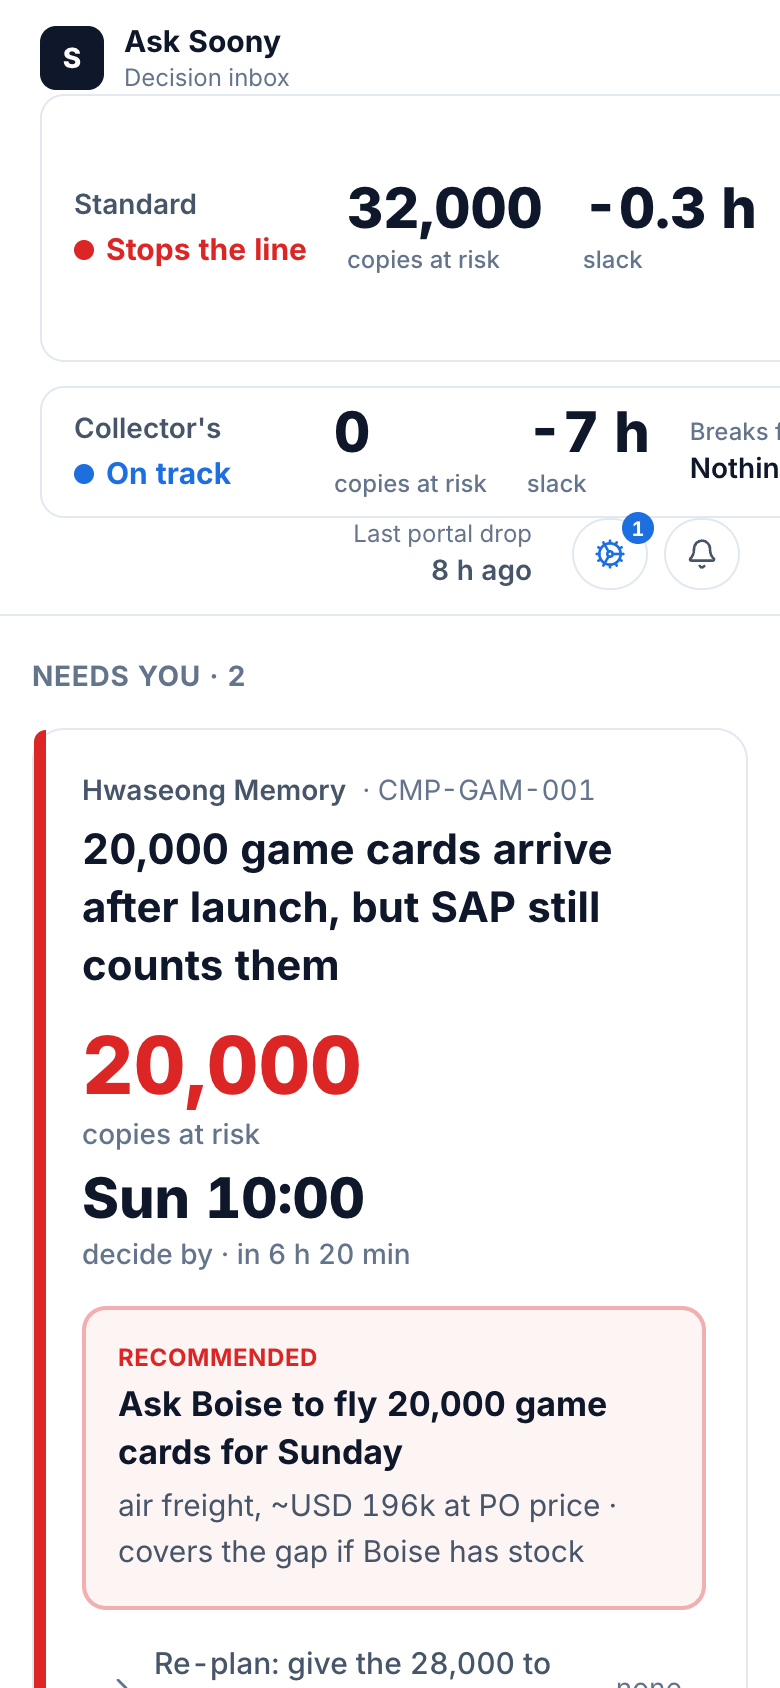 S
Ask Soony
Decision inbox
Standard
Stops the line
32,000
copies at risk
-0.3 h
slack
Collector's
On track
0
copies at risk
-7 h
slack
Breaks
Nothin
Last portal drop
8 h ago
1
NEEDS YOU · 2
Hwaseong Memory · CMP-GAM-001
20,000 game cards arrive
after launch, but SAP still
counts them
20,000
copies at risk
Sun 10:00
decide by · in 6 h 20 min
RECOMMENDED
Ask Boise to fly 20,000 game
cards for Sunday
air freight, ~USD 196k at PO price ·
covers the gap if Boise has stock
Re-plan: give the 28,000 to